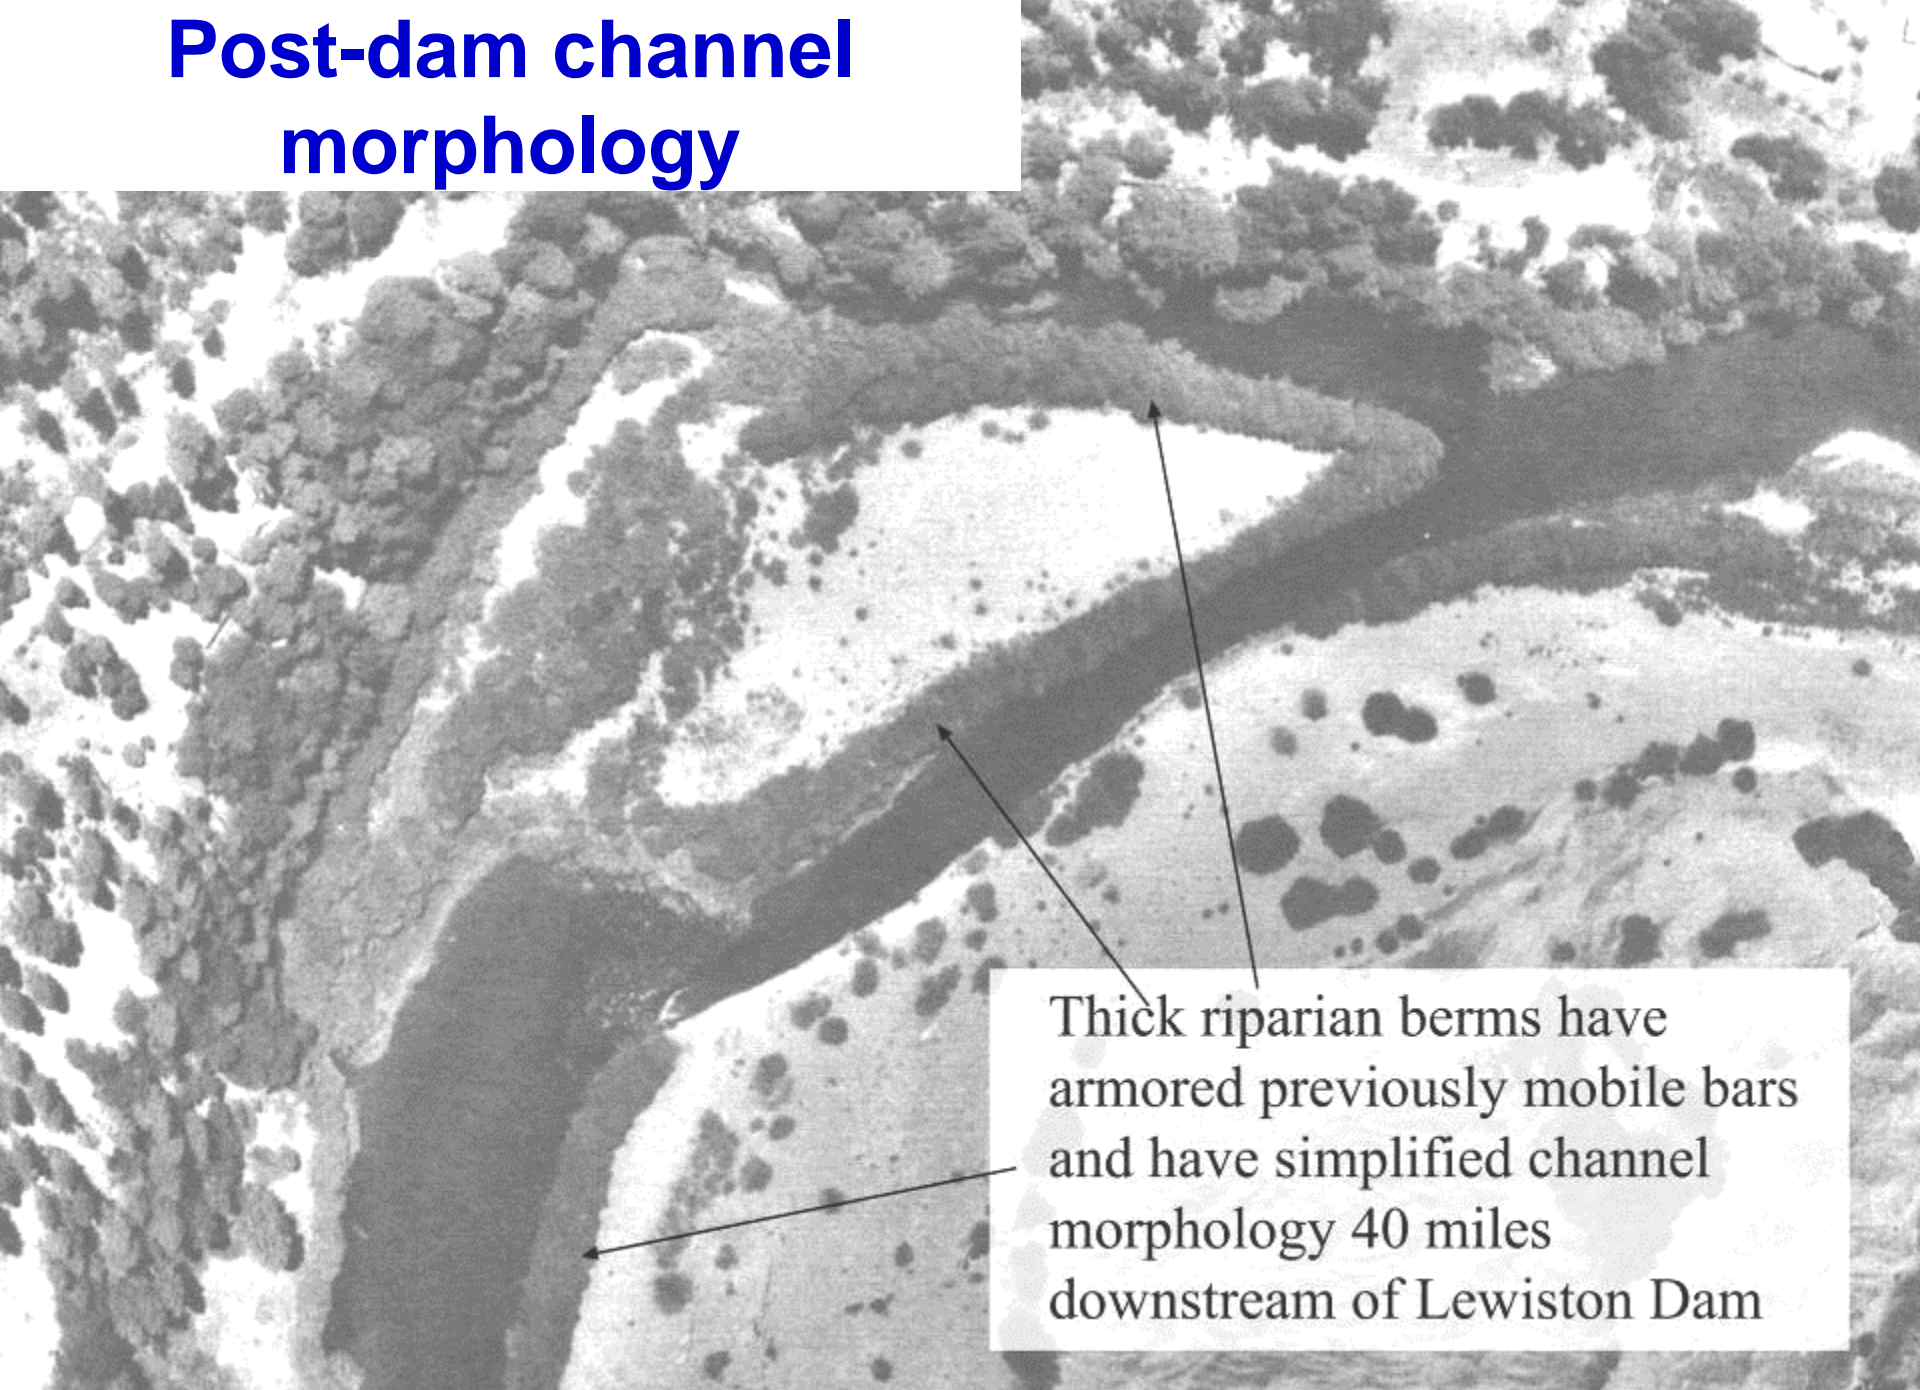 Post-dam channel
morphology
Thick riparian berms have
armored previously mobile bars
and have simplified channel
morphology 40 miles
downstream of Lewiston Dam